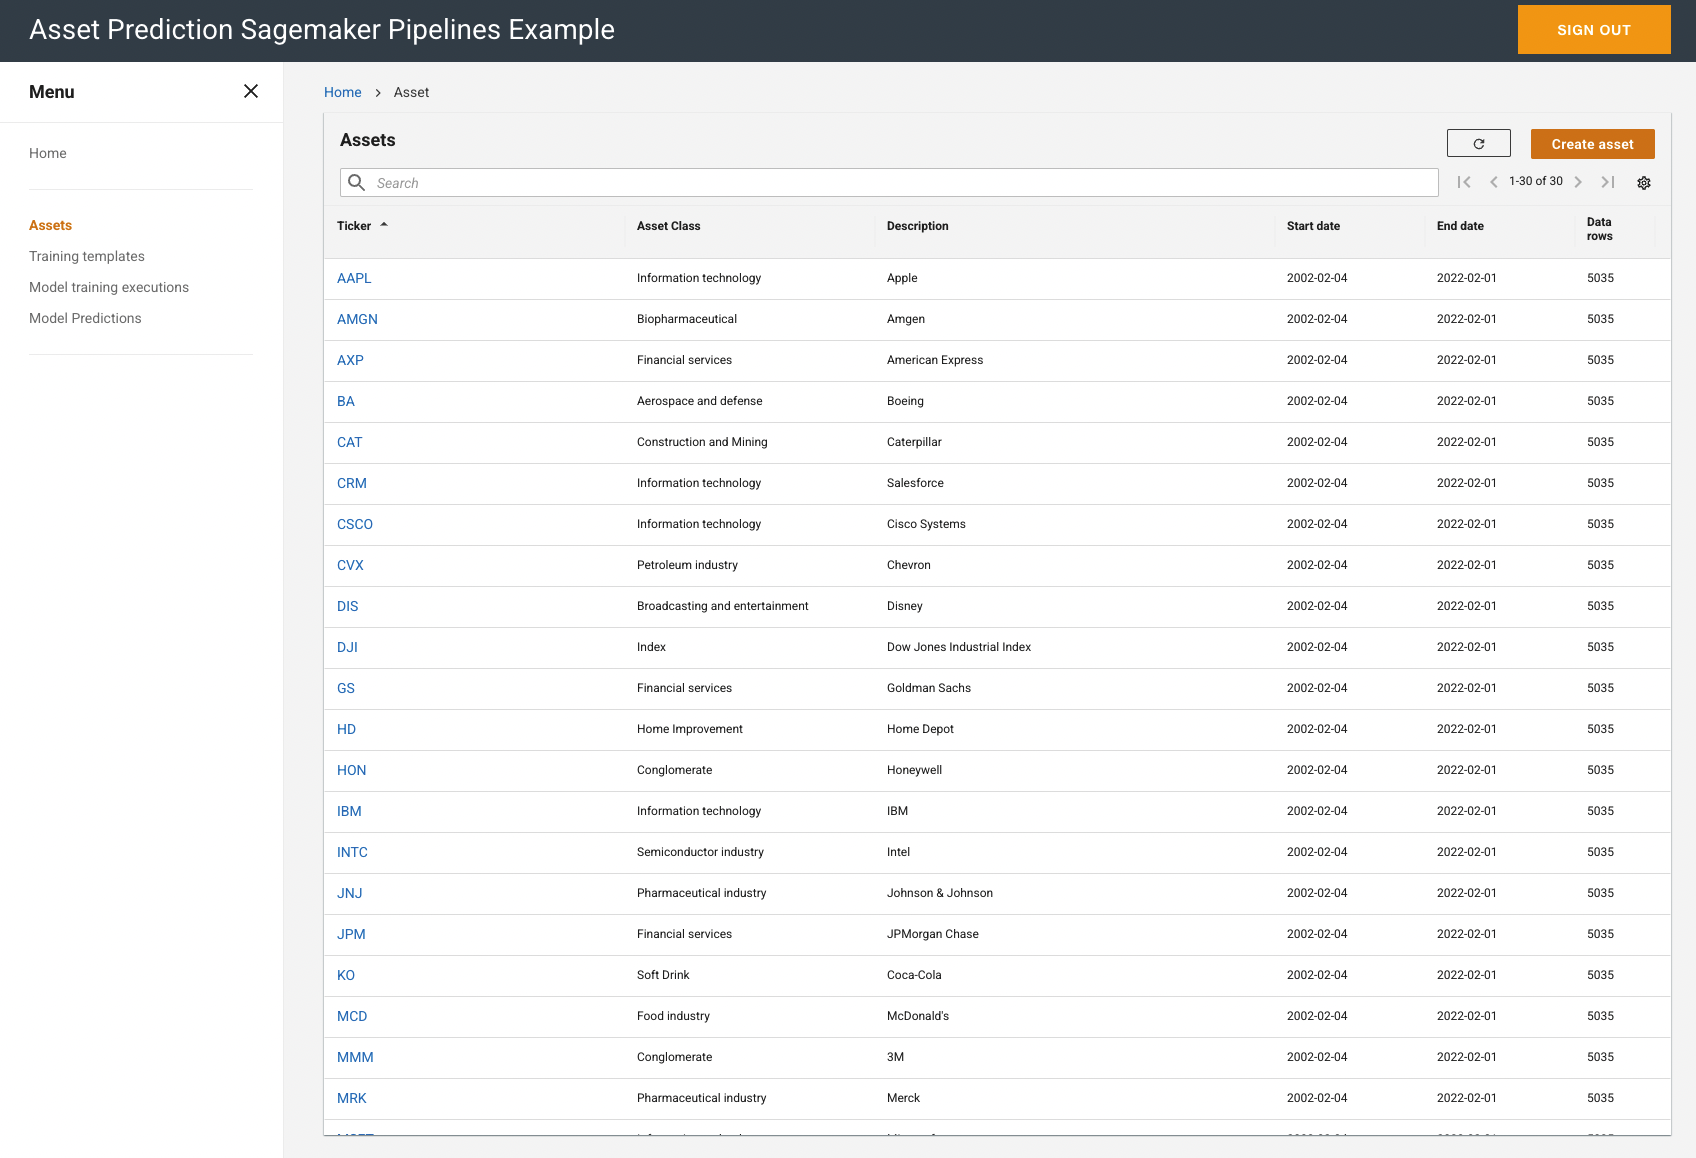 Asset Prediction Sagemaker Pipelines Example
SIGN OUT
Menu
Home
Assets
Training templates
Model training executions
Model Predictions
Home > Asset
Assets
Create asset
Search
1-30 of 30
Ticker Asset Class Description Start date End date Data rows
AAPL Information technology Apple 2002-02-04 2022-02-01 5035
AMGN Biopharmaceutical Amgen 2002-02-04 2022-02-01 5035
AXP Financial services American Express 2002-02-04 2022-02-01 5035
BA Aerospace and defense Boeing 2002-02-04 2022-02-01 5035
CAT Construction and Mining Caterpillar 2002-02-04 2022-02-01 5035
CRM Information technology Salesforce 2002-02-04 2022-02-01 5035
CSCO Information technology Cisco Systems 2002-02-04 2022-02-01 5035
CVX Petroleum industry Chevron 2002-02-04 2022-02-01 5035
DIS Broadcasting and entertainment Disney 2002-02-04 2022-02-01 5035
DJI Index Dow Jones Industrial Index 2002-02-04 2022-02-01 5035
GS Financial services Goldman Sachs 2002-02-04 2022-02-01 5035
HD Home Improvement Home Depot 2002-02-04 2022-02-01 5035
HON Conglomerate Honeywell 2002-02-04 2022-02-01 5035
IBM Information technology IBM 2002-02-04 2022-02-01 5035
INTC Semiconductor industry Intel 2002-02-04 2022-02-01 5035
JNJ Pharmaceutical industry Johnson & Johnson 2002-02-04 2022-02-01 5035
JPM Financial services JPMorgan Chase 2002-02-04 2022-02-01 5035
KO Soft Drink Coca-Cola 2002-02-04 2022-02-01 5035
MCD Food industry McDonald's 2002-02-04 2022-02-01 5035
MMM Conglomerate 3M 2002-02-04 2022-02-01 5035
MRK Pharmaceutical industry Merck 2002-02-04 2022-02-01 5035